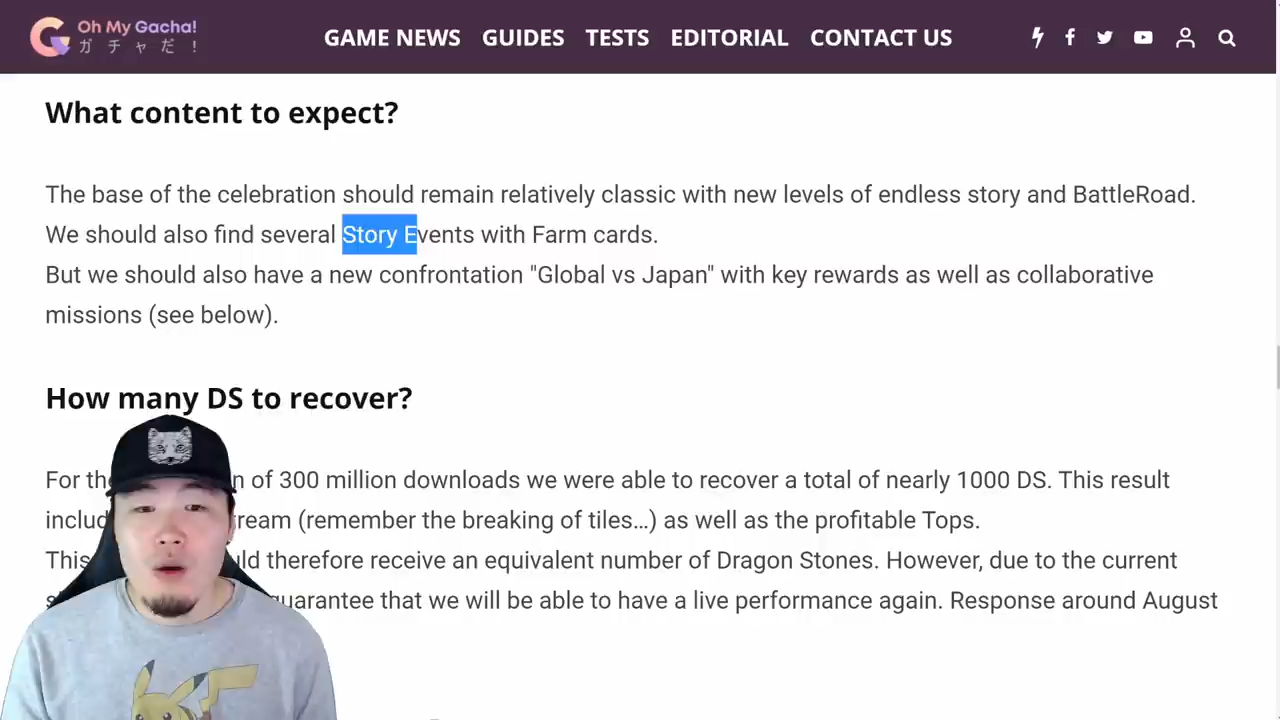 Oh My Gacha!
ガチャだ!
GAME NEWS GUIDES TESTS EDITORIAL CONTACT US
What content to expect?
The base of the celebration should remain relatively classic with new levels of endless story and BattleRoad.
We should also find several Story Events with Farm cards.
But we should also have a new confrontation "Global vs Japan" with key rewards as well as collaborative
missions (see below).
How many DS to recover?
For the n of 300 million downloads we were able to recover a total of nearly 1000 DS. This result
includ ream (remember the breaking of tiles...) as well as the profitable Tops.
This ld therefore receive an equivalent number of Dragon Stones. However, due to the current
s guarantee that we will be able to have a live performance again. Response around August